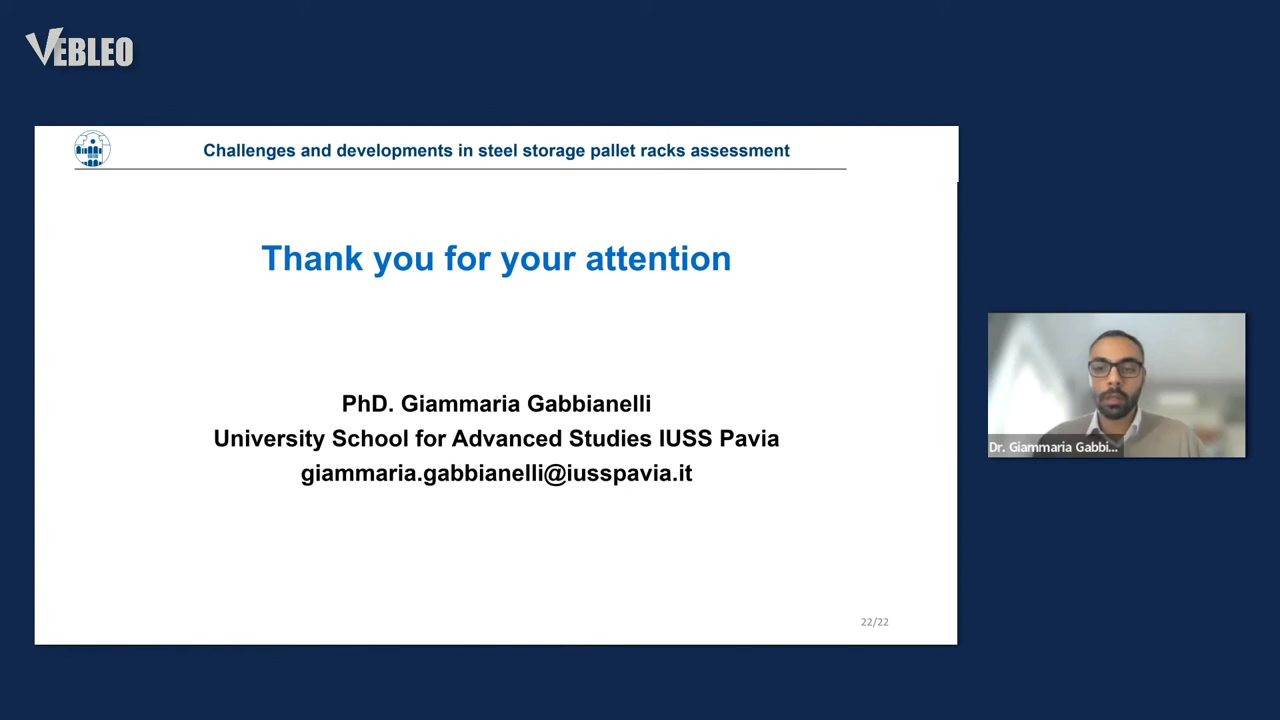 VEBLEO
Challenges and developments in steel storage pallet racks assessment
Thank you for your attention
PhD. Giammaria Gabbianelli
University School for Advanced Studies IUSS Pavia
giammaria.gabbianelli@iusspavia.it
Dr. Giammaria Gabbi...
22/22